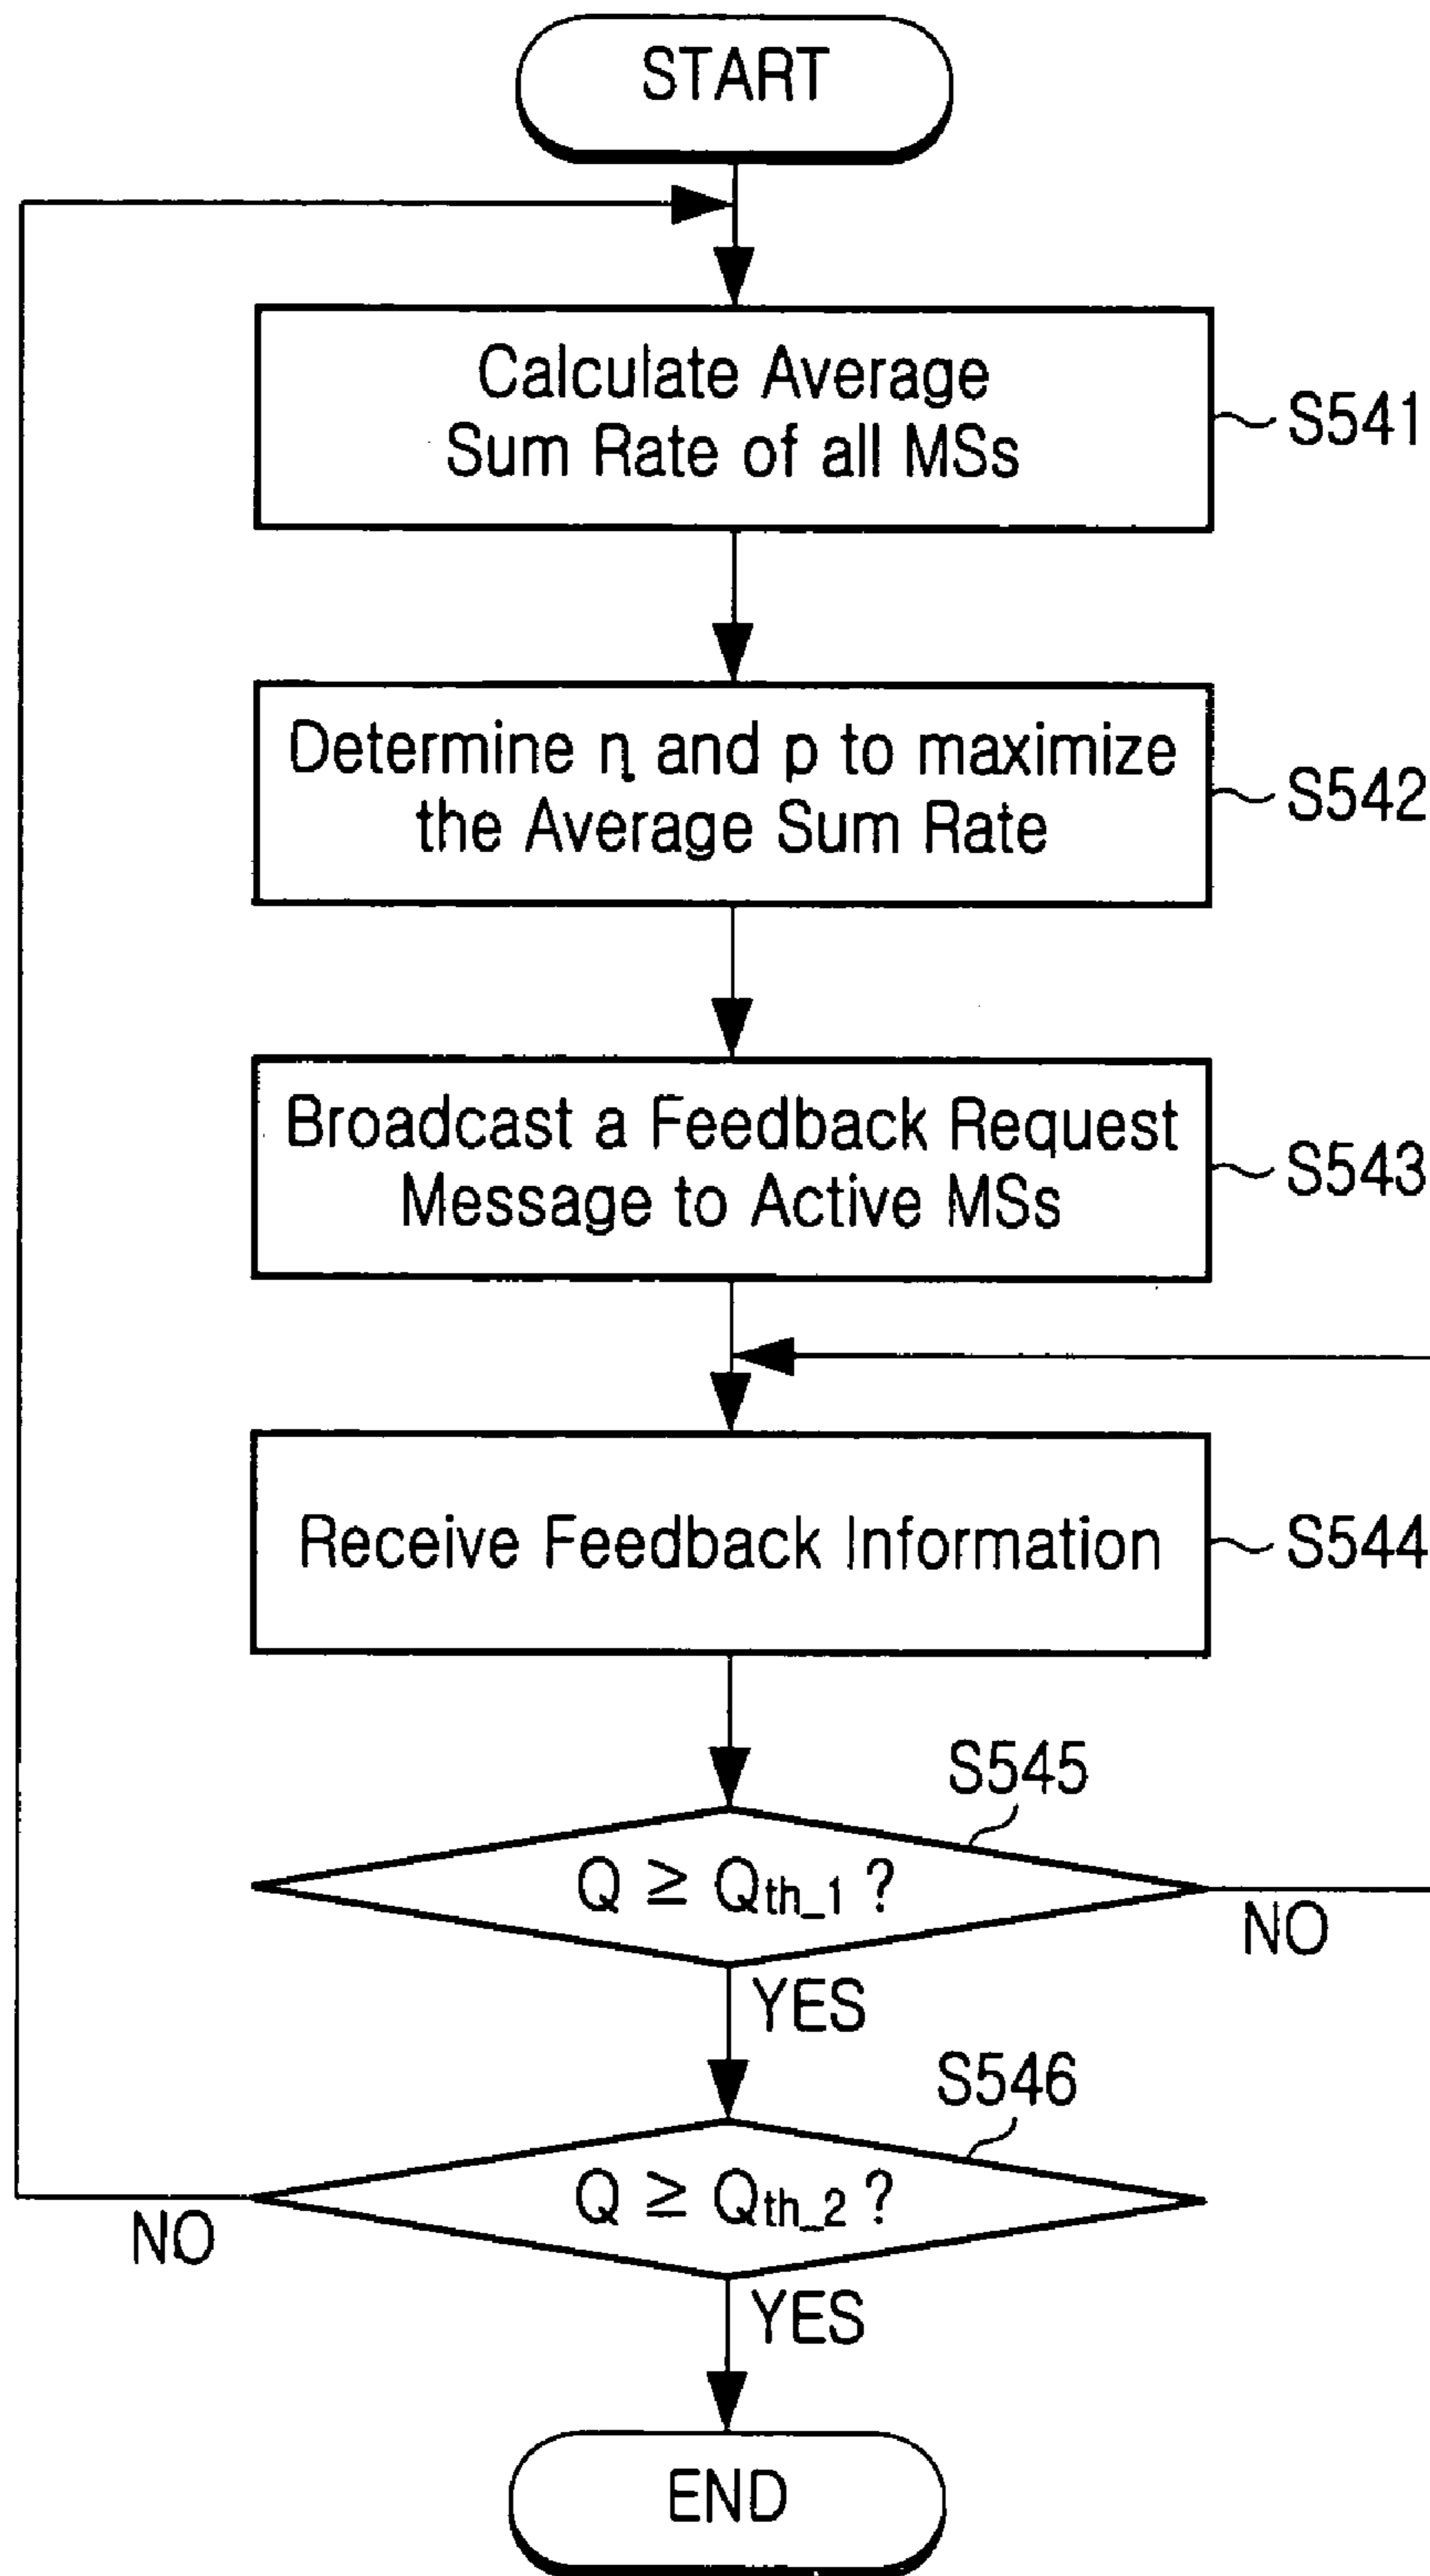 START
Calculate Average
Sum Rate of all MSs
S541
Determine η and p to maximize
the Average Sum Rate
S542
Broadcast a Feedback Request
Message to Active MSs
S543
Receive Feedback Information
S544
S545
Q ≥ Qth_1 ?
NO
YES
S546
Q ≥ Qth_2 ?
NO
YES
END